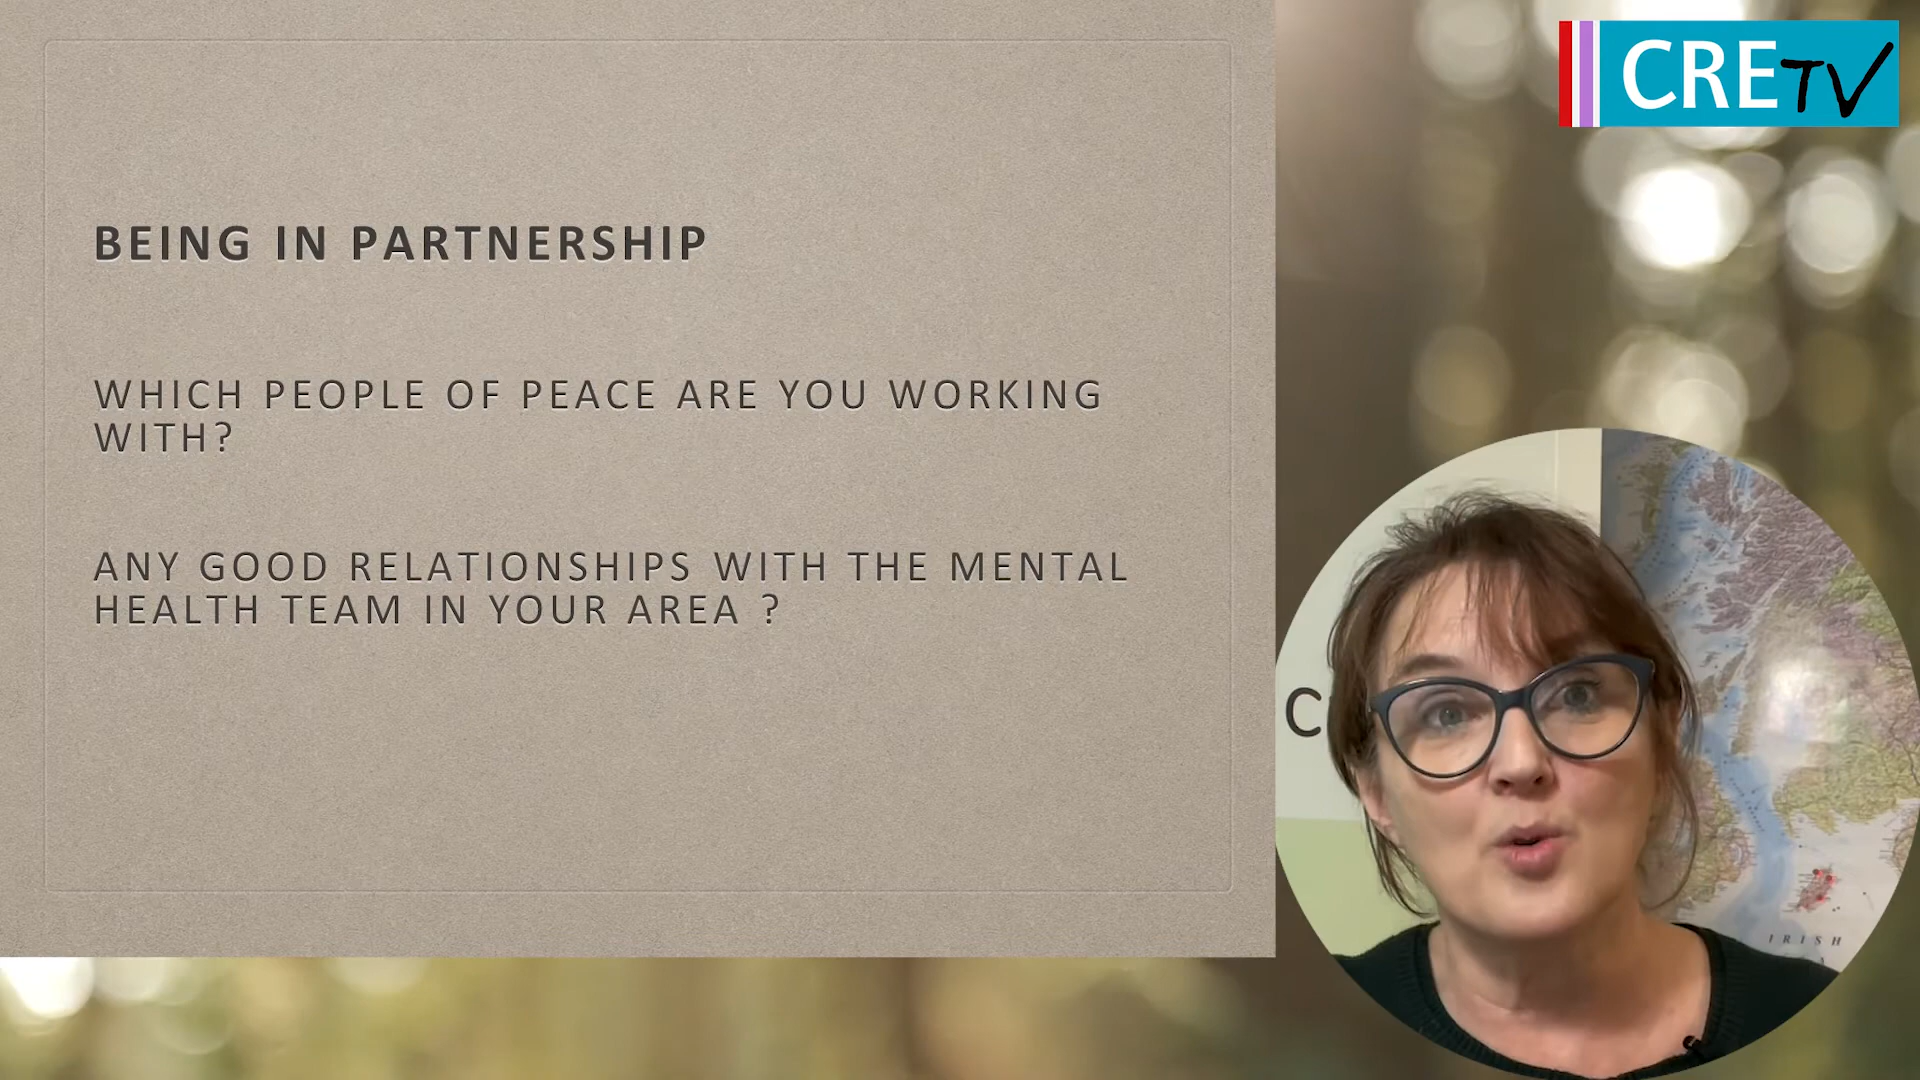 CRETV
BEING IN PARTNERSHIP
WHICH PEOPLE OF PEACE ARE YOU WORKING
WITH?
ANY GOOD RELATIONSHIPS WITH THE MENTAL
HEALTH TEAM IN YOUR AREA ?
C
IRISH